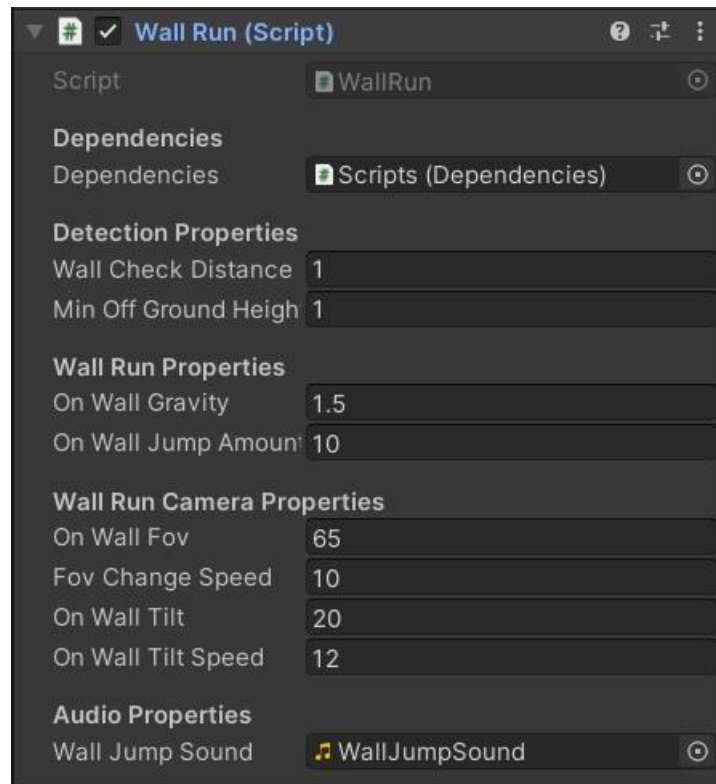 Wall Run (Script)
Script WallRun
Dependencies
Dependencies Scripts (Dependencies)
Detection Properties
Wall Check Distance 1
Min Off Ground Heigh 1
Wall Run Properties
On Wall Gravity 1.5
On Wall Jump Amount 10
Wall Run Camera Properties
On Wall Fov 65
Fov Change Speed 10
On Wall Tilt 20
On Wall Tilt Speed 12
Audio Properties
Wall Jump Sound WallJumpSound